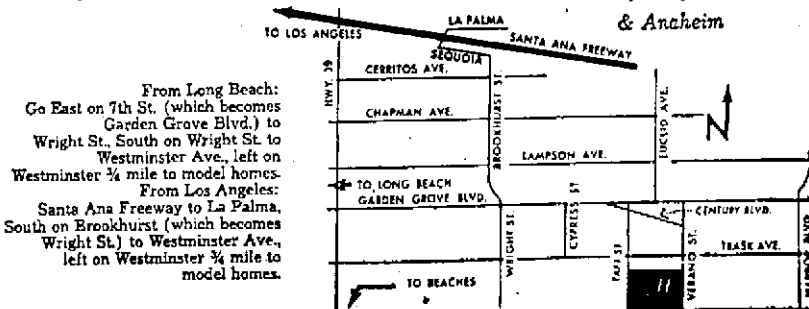 & Anaheim
LA PALMA
TO LOS ANGELES
SANTA ANA FREEWAY
SEQUOIA
CERRITOS AVE.
HWY. 39
From Long Beach:
Go East on 7th St. (which becomes
Garden Grove Blvd.) to
Wright St., South on Wright St. to
Westminster Ave., left on
Westminster ¾ mile to model homes.
From Los Angeles:
Santa Ana Freeway to La Palma,
South on Brookhurst (which becomes
Wright St.) to Westminster Ave.,
left on Westminster ¾ mile to
model homes.
CHAPMAN AVE.
BROOKHURST ST.
EUCLID AVE.
N
LAMPSON AVE.
TO LONG BEACH
GARDEN GROVE BLVD.
CYPRESS ST
CENTURY BLVD.
WRIGHT ST.
TAFT ST
VERANO ST.
TRASK AVE.
H
TO BEACHES